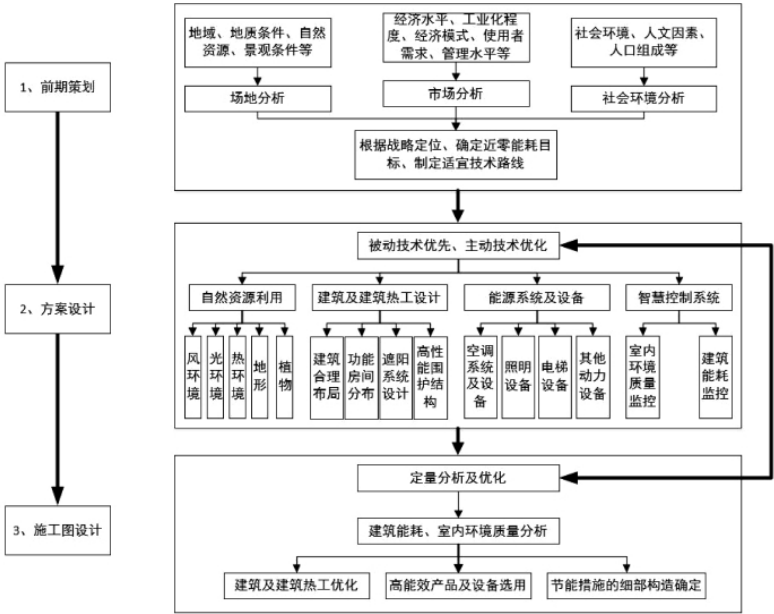 1、前期策划
地域、地质条件、自然
资源、景观条件等
经济水平、工业化程
度、经济模式、使用者
需求、管理水平等
社会环境、人文因素、
人口组成等
场地分析
市场分析
社会环境分析
根据战略定位、确定近零能耗目
标、制定适宜技术路线
2、方案设计
被动技术优先、主动技术优化
自然资源利用
建筑及建筑热工设计
能源系统及设备
智慧控制系统
风环境
光环境
热环境
地形
植物
建筑
合理
布局
功能
房间
分布
遮阳
系统
设计
高性
能围
护结
构
空调
系统
及设
备
照明
设备
电梯
设备
其他
动力
设备
室内
环境
质量
监控
建筑
能耗
监控
3、施工图设计
定量分析及优化
建筑能耗、室内环境质量分析
建筑及建筑热工优化
高能效产品及设备选用
节能措施的细部构造确定